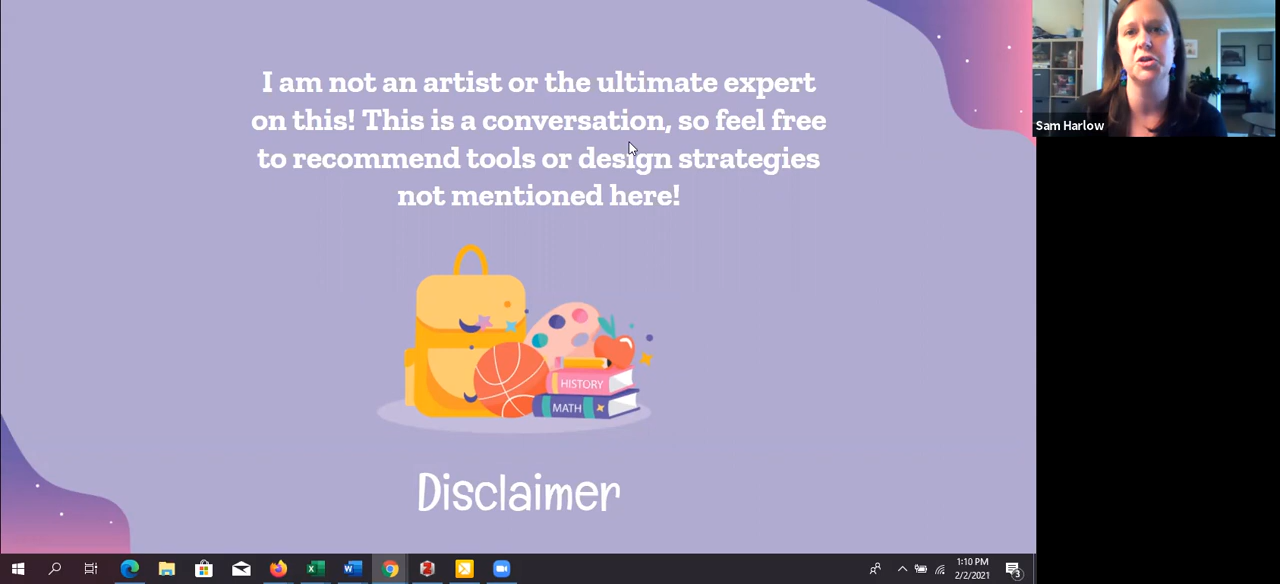 I am not an artist or the ultimate expert
on this! This is a conversation, so feel free
to recommend tools or design strategies
not mentioned here!
Sam Harlow
HISTORY
MATH
Disclaimer
1:10 PM
2/2/2021
3